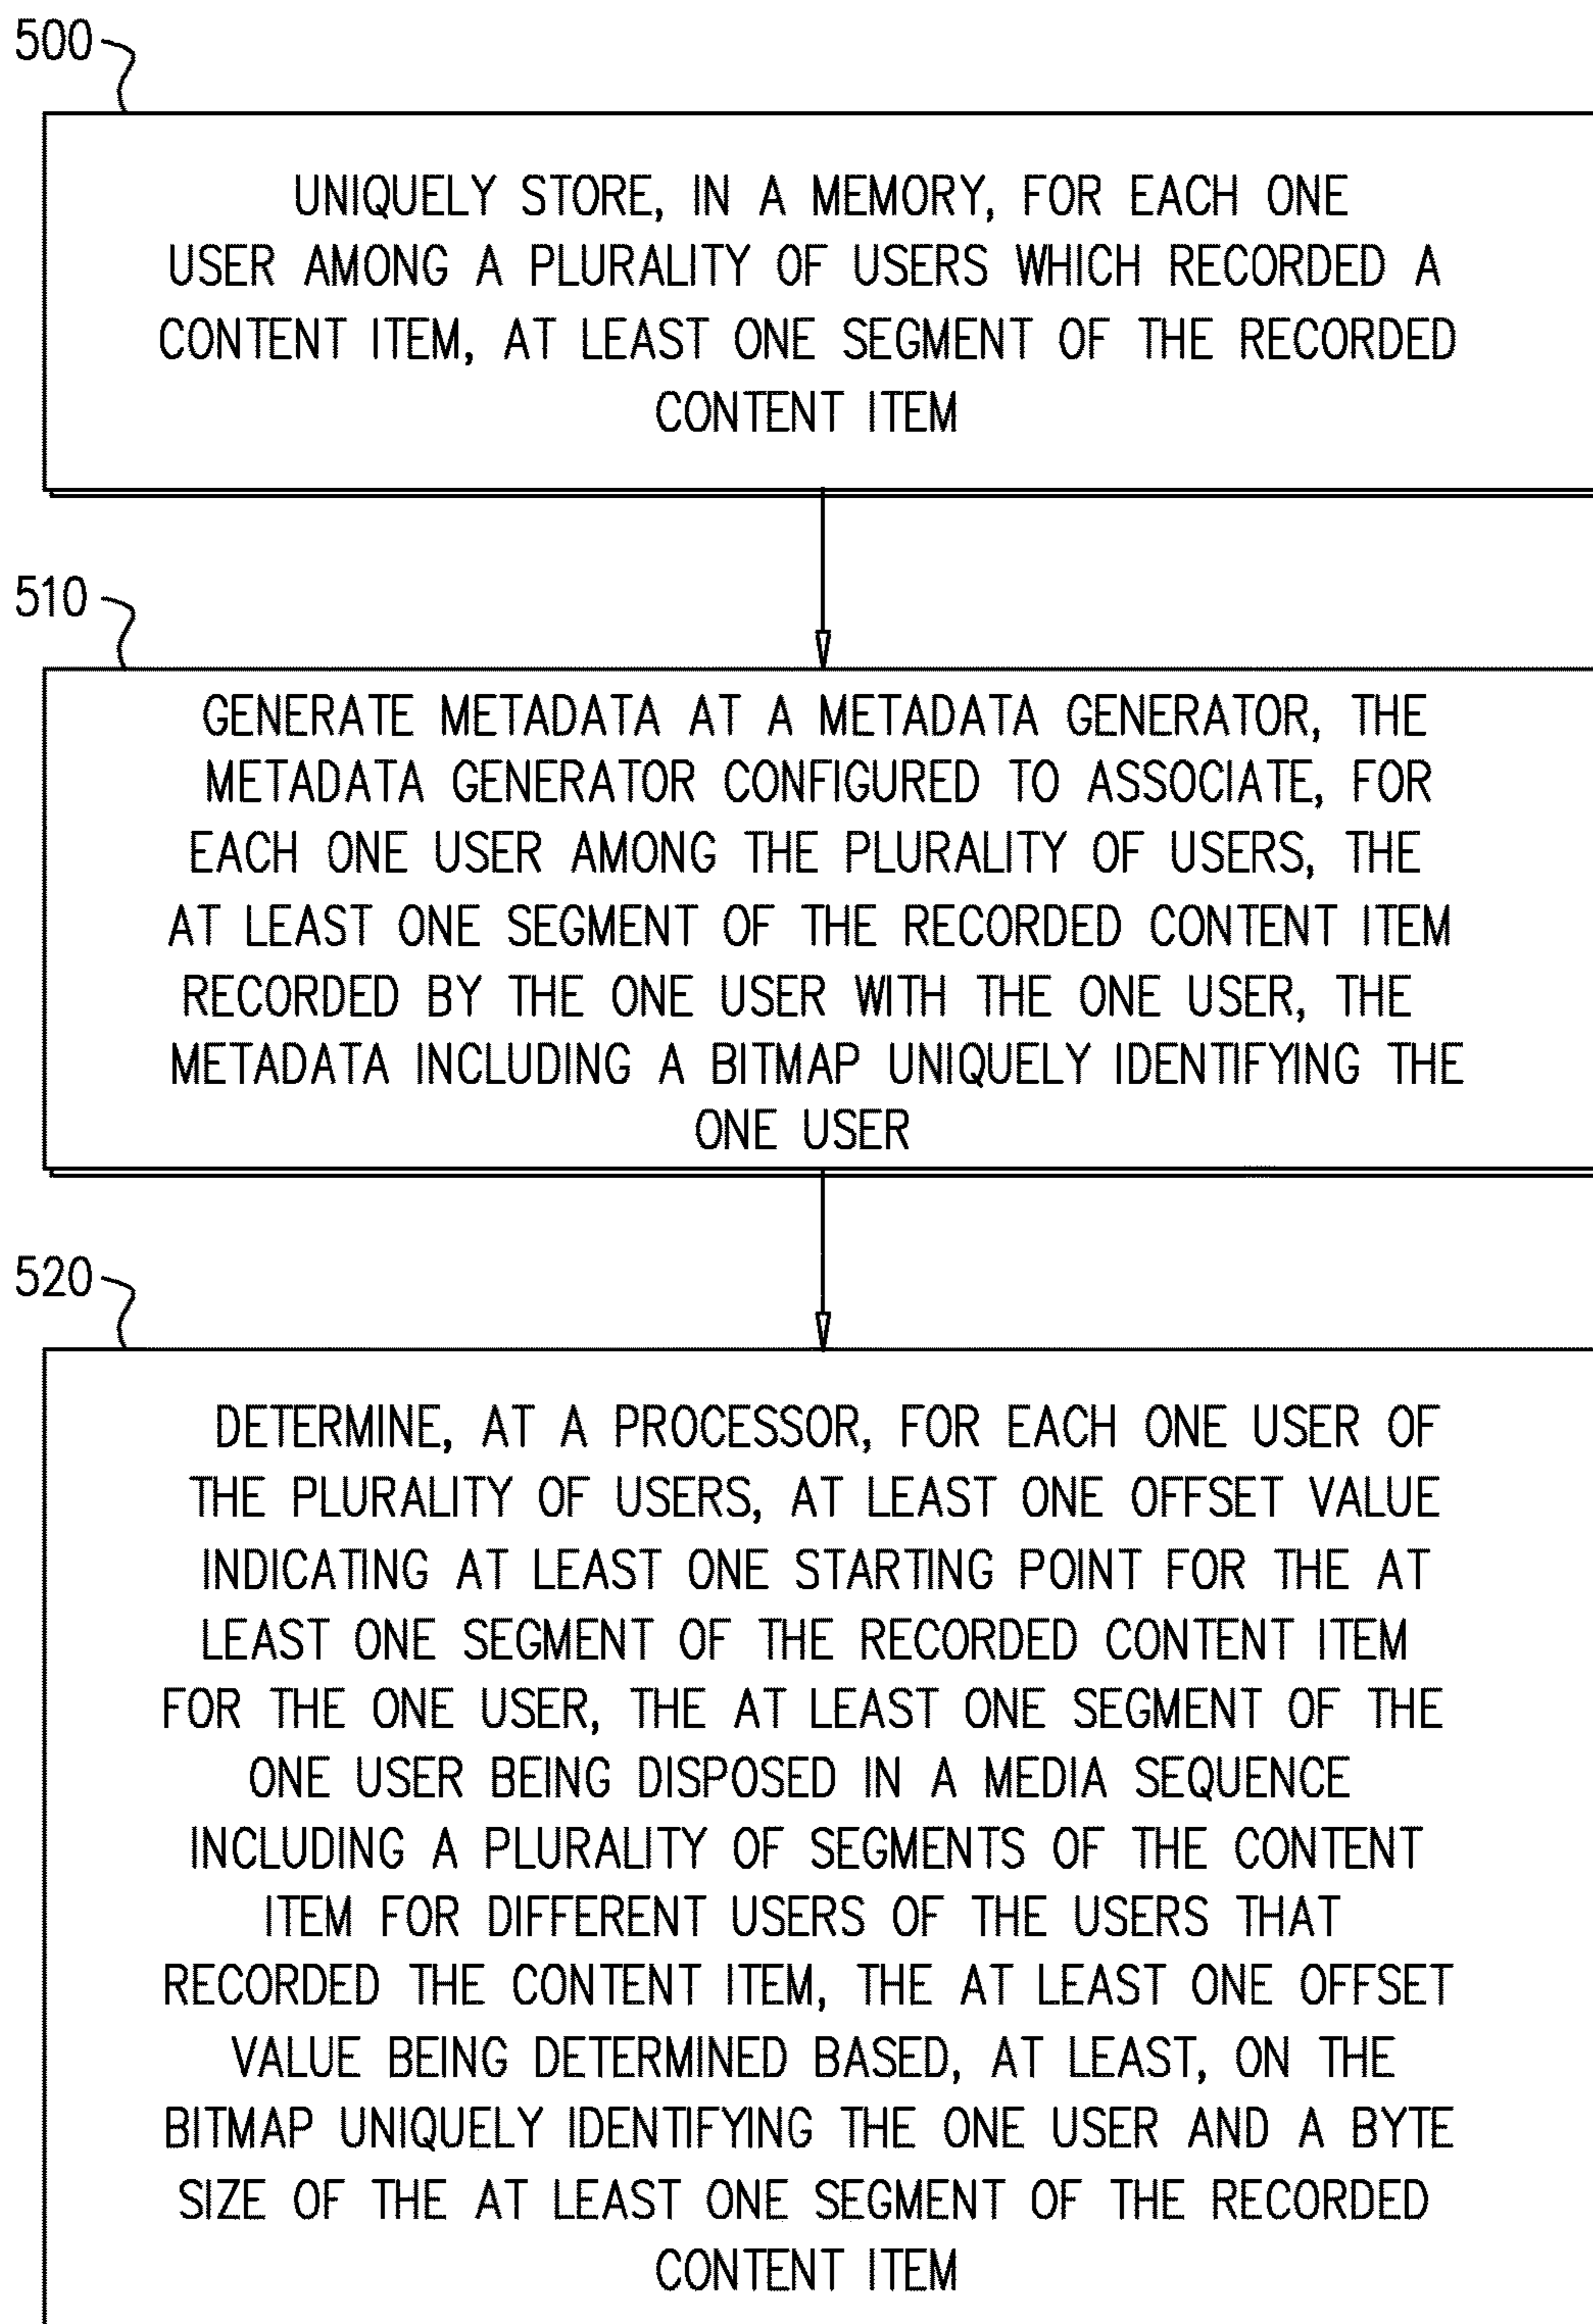 500
UNIQUELY STORE, IN A MEMORY, FOR EACH ONE
USER AMONG A PLURALITY OF USERS WHICH RECORDED A
CONTENT ITEM, AT LEAST ONE SEGMENT OF THE RECORDED
CONTENT ITEM
510
GENERATE METADATA AT A METADATA GENERATOR, THE
METADATA GENERATOR CONFIGURED TO ASSOCIATE, FOR
EACH ONE USER AMONG THE PLURALITY OF USERS, THE
AT LEAST ONE SEGMENT OF THE RECORDED CONTENT ITEM
RECORDED BY THE ONE USER WITH THE ONE USER, THE
METADATA INCLUDING A BITMAP UNIQUELY IDENTIFYING THE
ONE USER
520
DETERMINE, AT A PROCESSOR, FOR EACH ONE USER OF
THE PLURALITY OF USERS, AT LEAST ONE OFFSET VALUE
INDICATING AT LEAST ONE STARTING POINT FOR THE AT
LEAST ONE SEGMENT OF THE RECORDED CONTENT ITEM
FOR THE ONE USER, THE AT LEAST ONE SEGMENT OF THE
ONE USER BEING DISPOSED IN A MEDIA SEQUENCE
INCLUDING A PLURALITY OF SEGMENTS OF THE CONTENT
ITEM FOR DIFFERENT USERS OF THE USERS THAT
RECORDED THE CONTENT ITEM, THE AT LEAST ONE OFFSET
VALUE BEING DETERMINED BASED, AT LEAST, ON THE
BITMAP UNIQUELY IDENTIFYING THE ONE USER AND A BYTE
SIZE OF THE AT LEAST ONE SEGMENT OF THE RECORDED
CONTENT ITEM